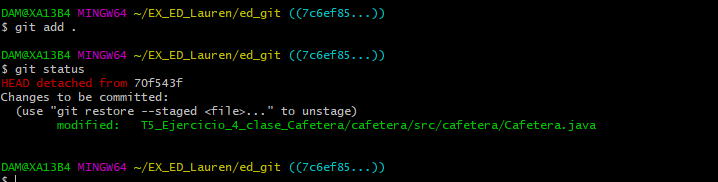 DAM@XA13B4 MINGW64 ~/EX_ED_Lauren/ed_git ((7c6ef85...))
$ git add .
DAM@XA13B4 MINGW64 ~/EX_ED_Lauren/ed_git ((7c6ef85...))
$ git status
HEAD detached from 70f543f
Changes to be committed:
  (use "git restore --staged <file>..." to unstage)
        modified:   T5_Ejercicio_4_clase_Cafetera/cafetera/src/cafetera/Cafetera.java
DAM@XA13B4 MINGW64 ~/EX_ED_Lauren/ed_git ((7c6ef85...))
$